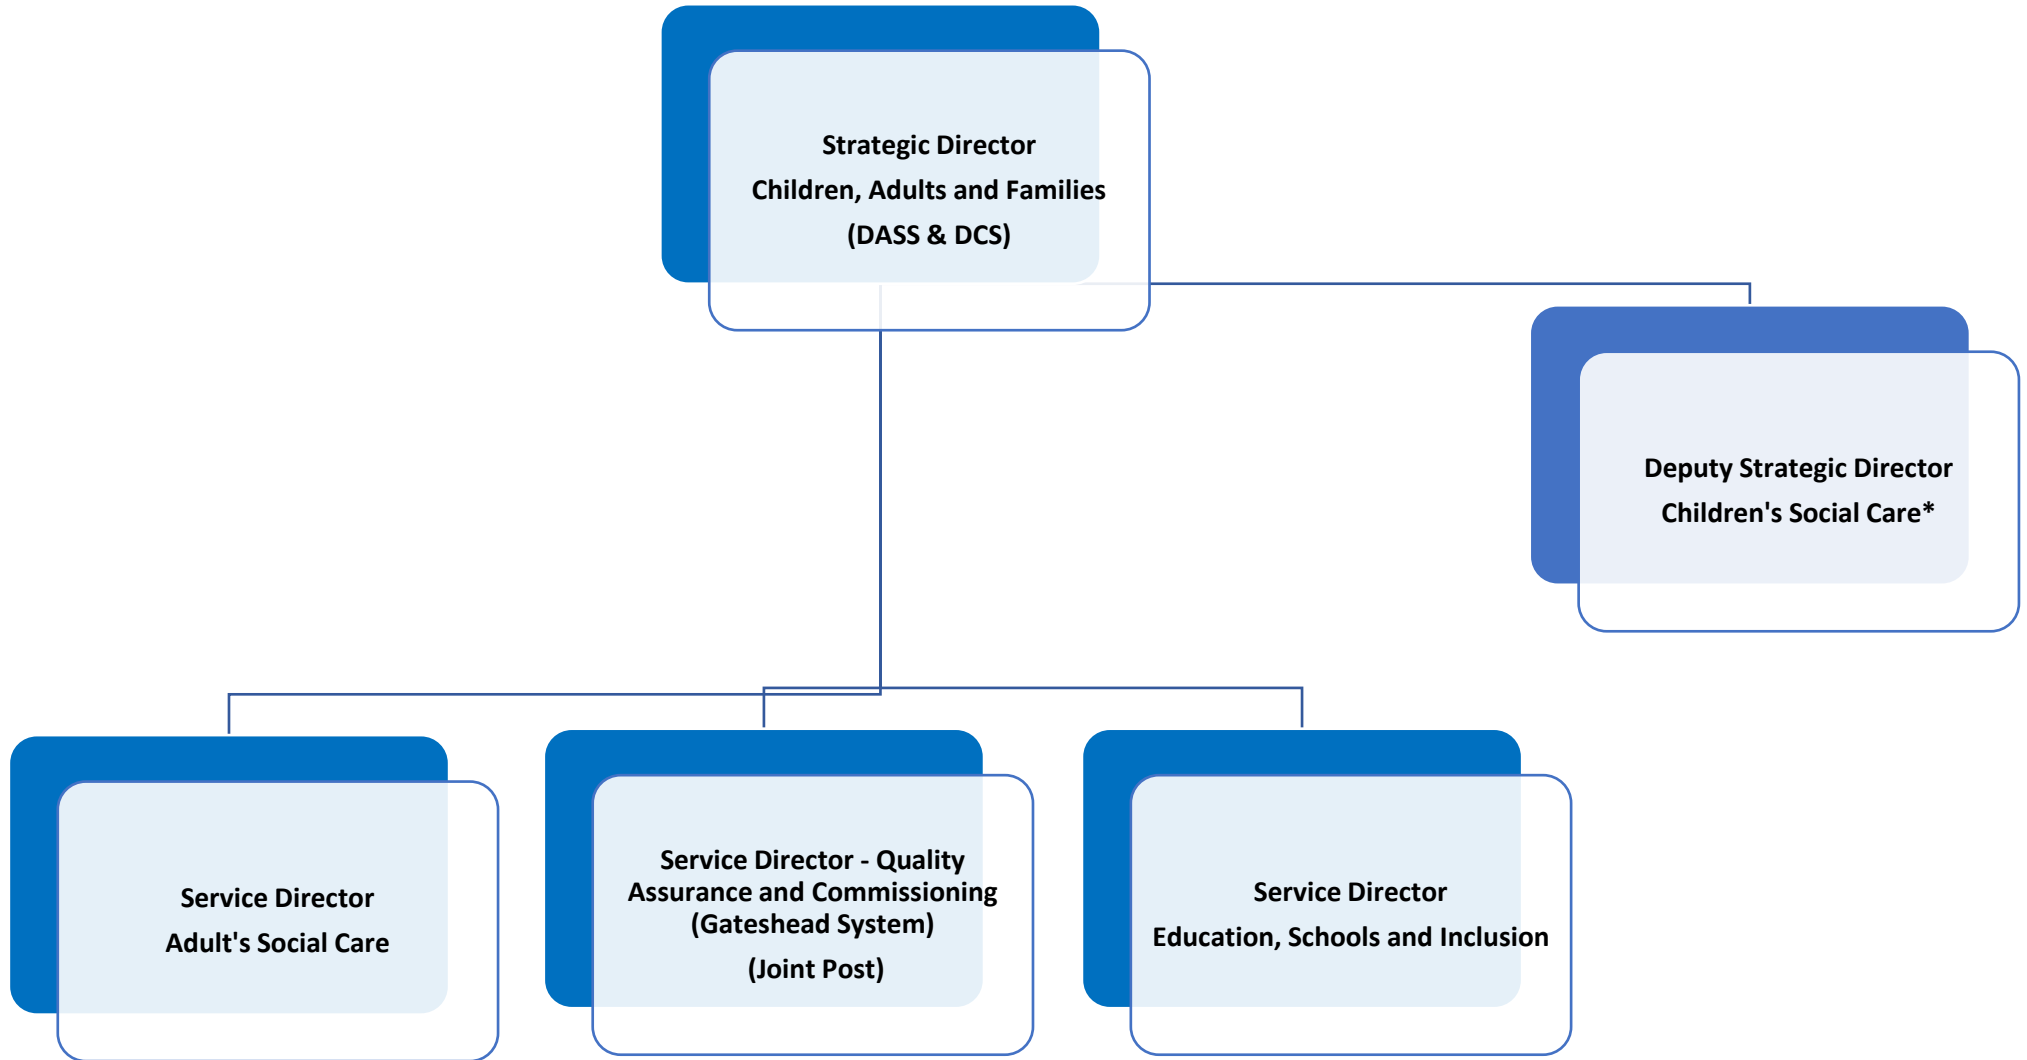 Strategic Director
Children, Adults and Families
(DASS & DCS)
Deputy Strategic Director
Children's Social Care*
Service Director
Adult's Social Care
Service Director - Quality
Assurance and Commissioning
(Gateshead System)
(Joint Post)
Service Director
Education, Schools and Inclusion